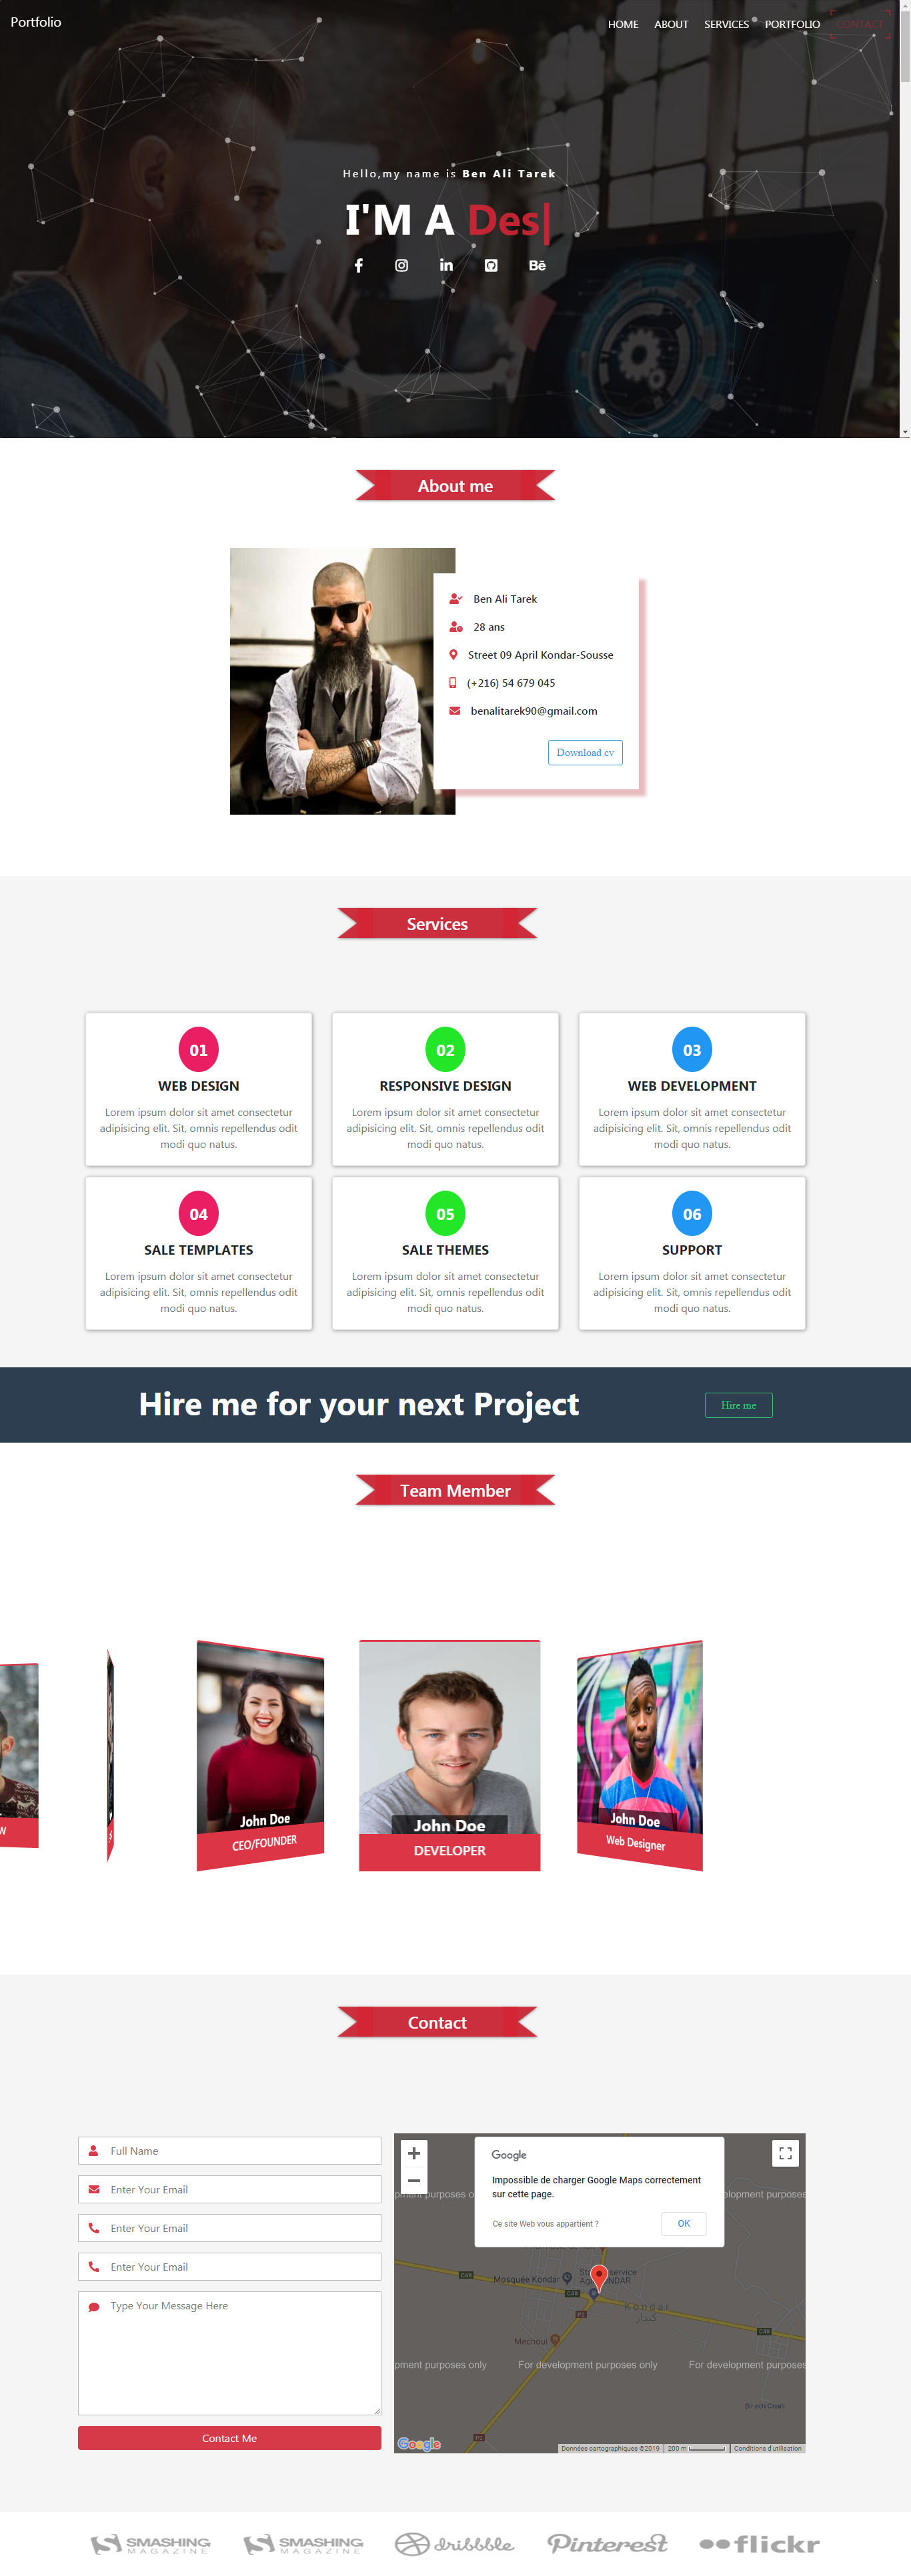 Portfolio
HOME ABOUT SERVICES PORTFOLIO CONTACT
Hello,my name is Ben Ali Tarek
I'M A Des|
Bē
About me
Ben Ali Tarek
28 ans
Street 09 April Kondar-Sousse
(+216) 54 679 045
benalitarek90@gmail.com
Download cv
Services
01
WEB DESIGN
Lorem ipsum dolor sit amet consectetur
adipisicing elit. Sit, omnis repellendus odit
modi quo natus.
02
RESPONSIVE DESIGN
Lorem ipsum dolor sit amet consectetur
adipisicing elit. Sit, omnis repellendus odit
modi quo natus.
03
WEB DEVELOPMENT
Lorem ipsum dolor sit amet consectetur
adipisicing elit. Sit, omnis repellendus odit
modi quo natus.
04
SALE TEMPLATES
Lorem ipsum dolor sit amet consectetur
adipisicing elit. Sit, omnis repellendus odit
modi quo natus.
05
SALE THEMES
Lorem ipsum dolor sit amet consectetur
adipisicing elit. Sit, omnis repellendus odit
modi quo natus.
06
SUPPORT
Lorem ipsum dolor sit amet consectetur
adipisicing elit. Sit, omnis repellendus odit
modi quo natus.
Hire me for your next Project
Hire me
Team Member
John Doe
CEO/FOUNDER
John Doe
DEVELOPER
John Doe
Web Designer
Contact
Full Name
Enter Your Email
Enter Your Email
Enter Your Email
Type Your Message Here
Contact Me
Google
Impossible de charger Google Maps correctement
sur cette page.
Ce site Web vous appartient ?
OK
Mosquée Kondar
Kondar
كندار
Mechoui
For development purposes only
For development purposes
Google
Données cartographiques ©2019
200 m
Conditions d'utilisation
SMASHING
MAGAZINE
SMASHING
MAGAZINE
dribbble
Pinterest
flickr